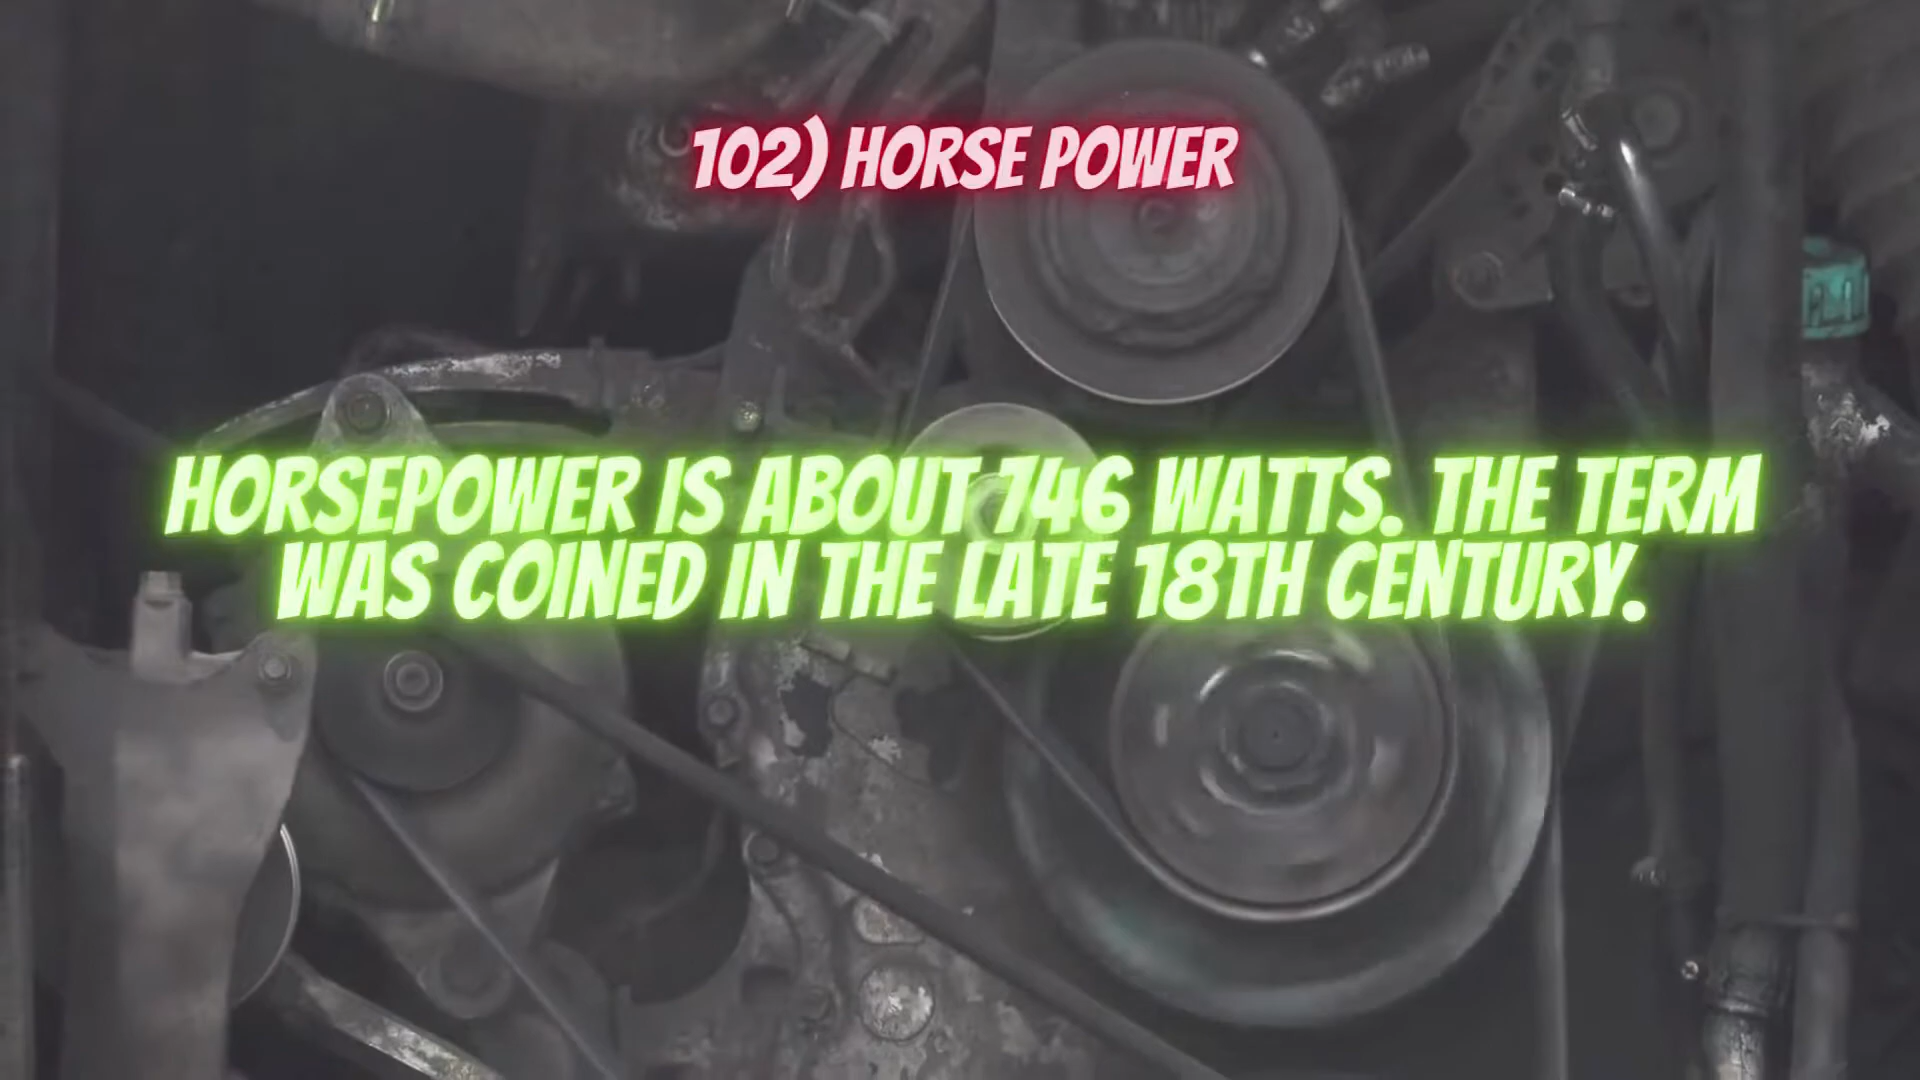 102) HORSE POWER
HORSEPOWER IS ABOUT 746 WATTS. THE TERM
WAS COINED IN THE LATE 18TH CENTURY.